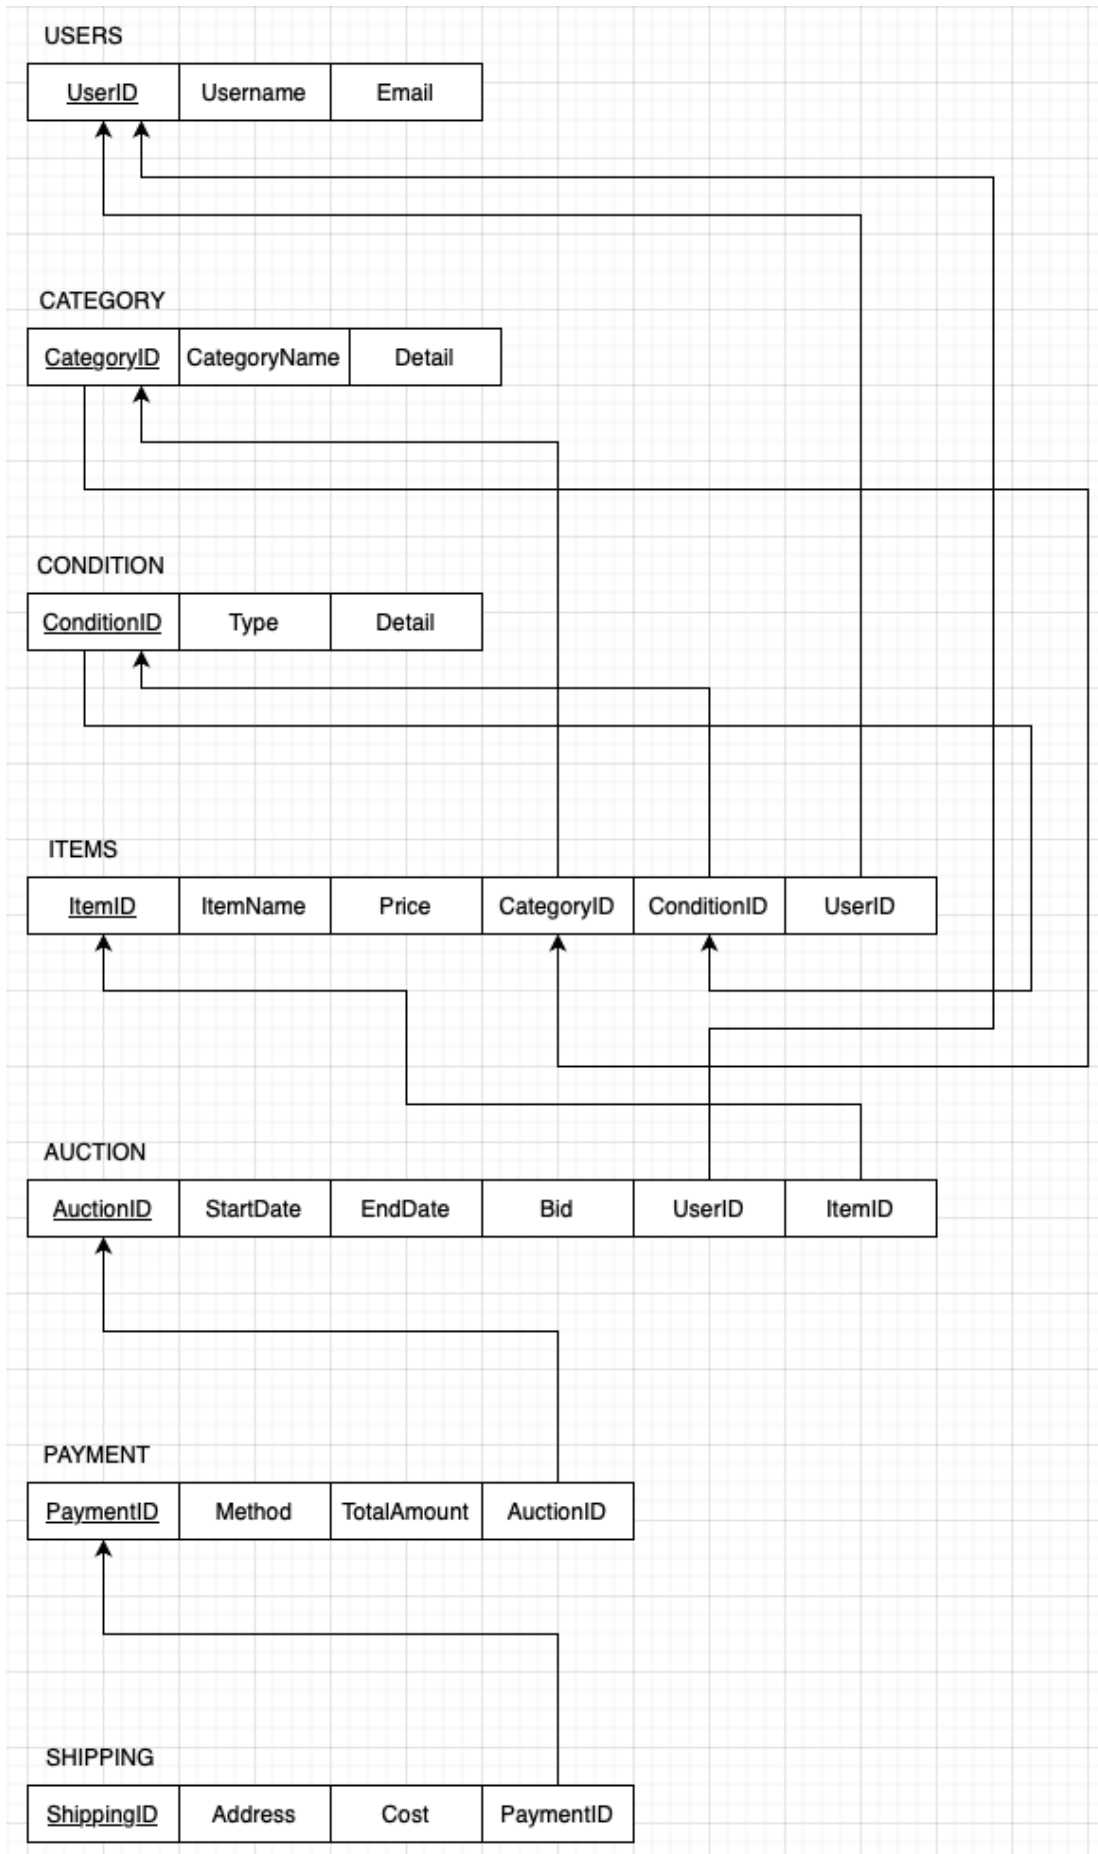 USERS
UserID Username Email
CATEGORY
CategoryID CategoryName Detail
CONDITION
ConditionID Type Detail
ITEMS
ItemID ItemName Price CategoryID ConditionID UserID
AUCTION
AuctionID StartDate EndDate Bid UserID ItemID
PAYMENT
PaymentID Method TotalAmount AuctionID
SHIPPING
ShippingID Address Cost PaymentID